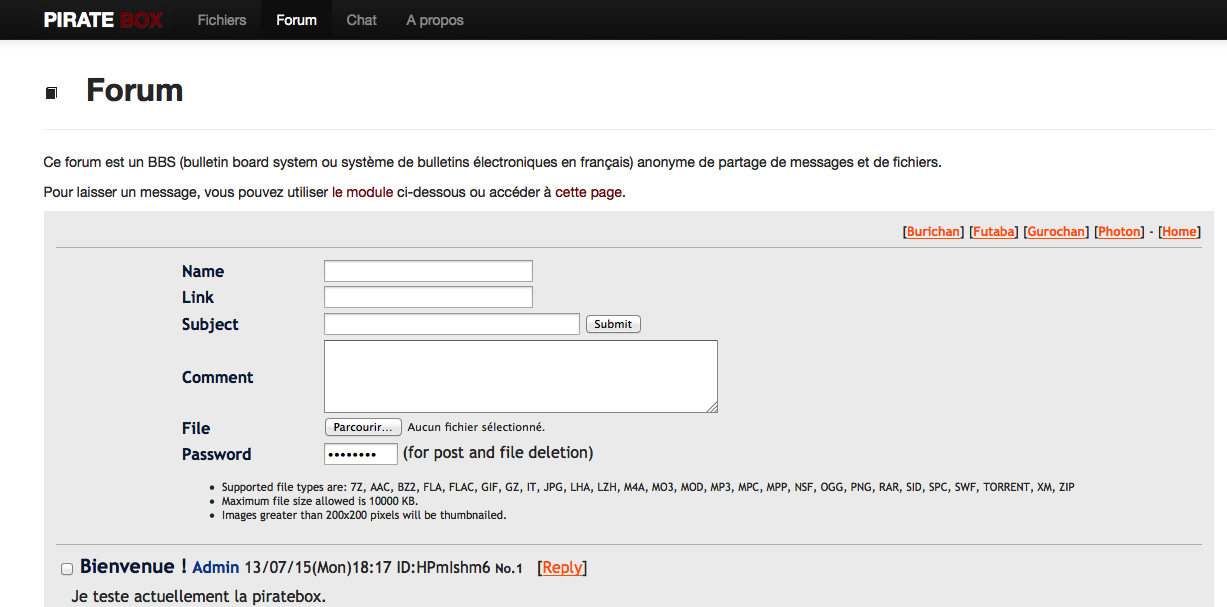 PIRATE BOX Fichiers Forum Chat A propos
Forum
Ce forum est un BBS (bulletin board system ou système de bulletins électroniques en français) anonyme de partage de messages et de fichiers.
Pour laisser un message, vous pouvez utiliser le module ci-dessous ou accéder à cette page.
[Burichan] [Futaba] [Gurochan] [Photon] - [Home]
Name
Link
Subject Submit
Comment
File Parcourir... Aucun fichier sélectionné.
Password •••••••• (for post and file deletion)
• Supported file types are: 7Z, AAC, BZ2, FLA, FLAC, GIF, GZ, IT, JPG, LHA, LZH, M4A, MO3, MOD, MP3, MPC, MPP, NSF, OGG, PNG, RAR, SID, SPC, SWF, TORRENT, XM, ZIP
• Maximum file size allowed is 10000 KB.
• Images greater than 200x200 pixels will be thumbnailed.
Bienvenue ! Admin 13/07/15(Mon)18:17 ID:HPmIshm6 No.1 [Reply]
Je teste actuellement la piratebox.